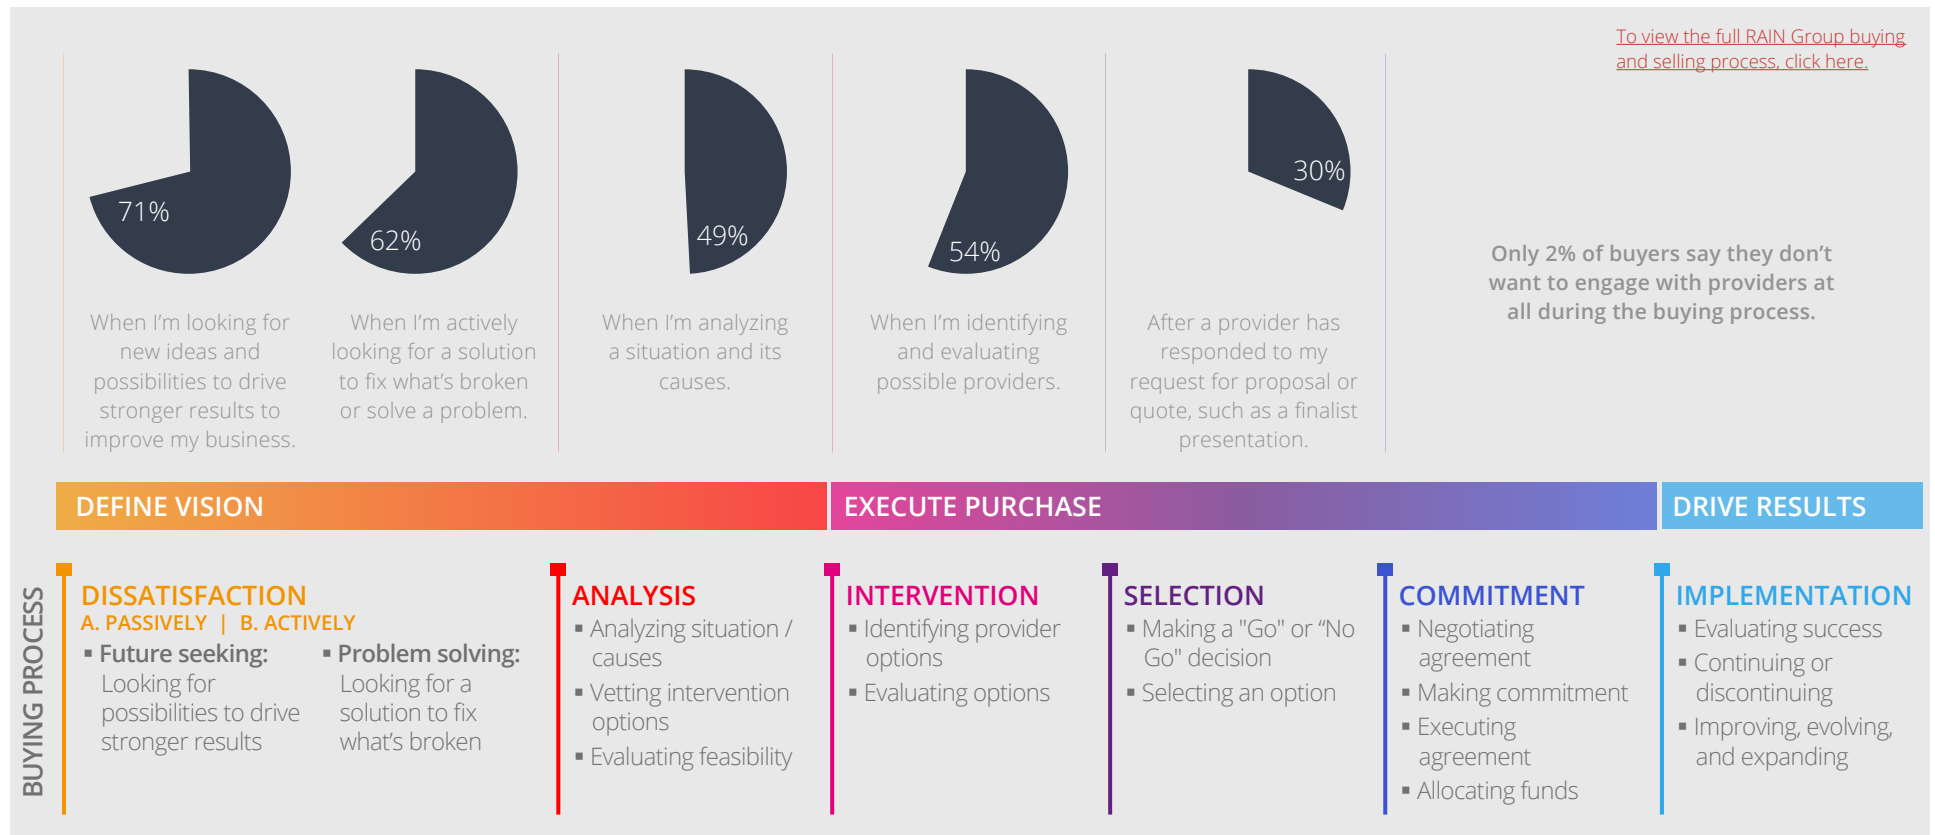 To view the full RAIN Group buying
and selling process, click here.
71%
62%
49%
54%
30%
When I’m looking for
new ideas and
possibilities to drive
stronger results to
improve my business.
When I’m actively
looking for a solution
to fix what’s broken
or solve a problem.
When I’m analyzing
a situation and its
causes.
When I’m identifying
and evaluating
possible providers.
After a provider has
responded to my
request for proposal or
quote, such as a finalist
presentation.
Only 2% of buyers say they don’t
want to engage with providers at
all during the buying process.
DEFINE VISION
EXECUTE PURCHASE
DRIVE RESULTS
BUYING PROCESS
DISSATISFACTION
A. PASSIVELY | B. ACTIVELY
▪ Future seeking:
Looking for
possibilities to drive
stronger results
▪ Problem solving:
Looking for a
solution to fix
what’s broken
ANALYSIS
▪ Analyzing situation /
causes
▪ Vetting intervention
options
▪ Evaluating feasibility
INTERVENTION
▪ Identifying provider
options
▪ Evaluating options
SELECTION
▪ Making a "Go" or “No
Go" decision
▪ Selecting an option
COMMITMENT
▪ Negotiating
agreement
▪ Making commitment
▪ Executing
agreement
▪ Allocating funds
IMPLEMENTATION
▪ Evaluating success
▪ Continuing or
discontinuing
▪ Improving, evolving,
and expanding